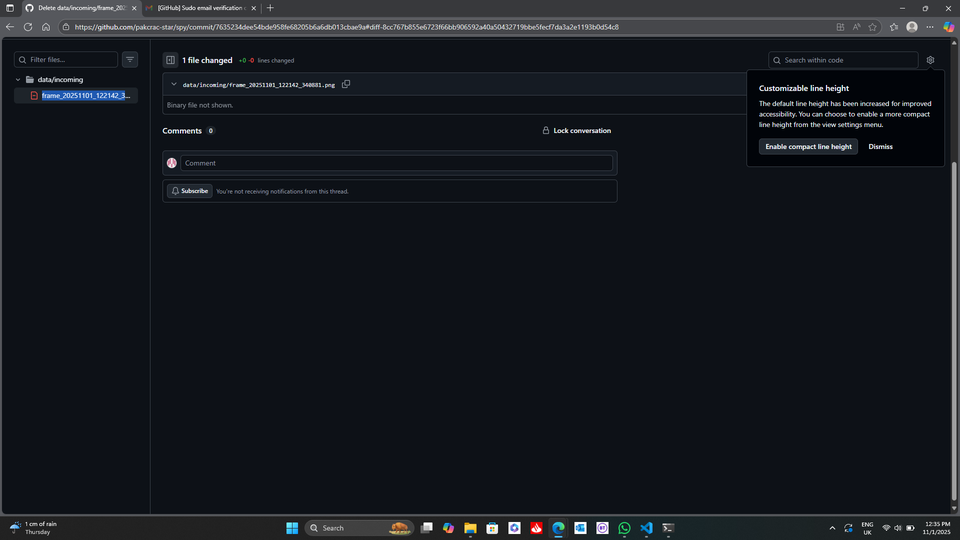 Delete data/incoming/frame_202
[GitHub] Sudo email verification c
https://github.com/pakcrac-star/spy/commit/7635234dee54bde958fe68205b6a6db013cbae9a#diff-8cc767b855e6723f66bb906592a40a50432719bbe5fecf7da3a2e1193b0d54c8
Filter files...
data/incoming
frame_20251101_122142_3...
1 file changed
+0 -0 lines changed
Search within code
data/incoming/frame_20251101_122142_340881.png
Binary file not shown.
Customizable line height
The default line height has been increased for improved
accessibility. You can choose to enable a more compact
line height from the view settings menu.
Enable compact line height
Dismiss
Comments 0
Lock conversation
Comment
Subscribe
You're not receiving notifications from this thread.
1 cm of rain
Thursday
Search
ENG
UK
12:35 PM
11/1/2025